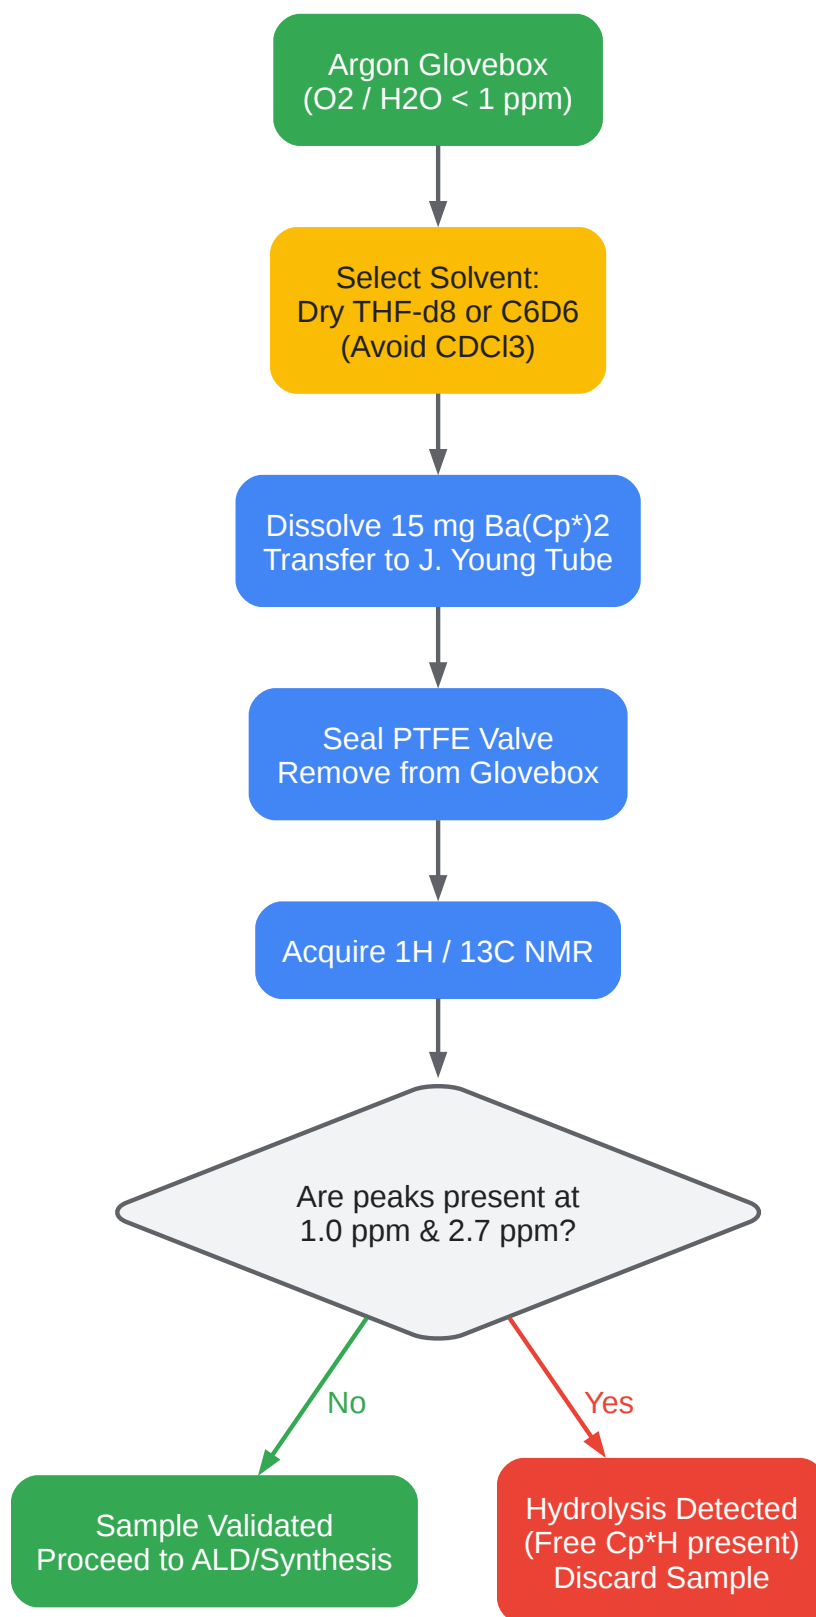 Argon Glovebox
(O2 / H2O < 1 ppm)
Select Solvent:
Dry THF-d8 or C6D6
(Avoid CDCl3)
Dissolve 15 mg Ba(Cp*)2
Transfer to J. Young Tube
Seal PTFE Valve
Remove from Glovebox
Acquire 1H / 13C NMR
Are peaks present at
1.0 ppm & 2.7 ppm?
No
Yes
Sample Validated
Proceed to ALD/Synthesis
Hydrolysis Detected
(Free Cp*H present)
Discard Sample